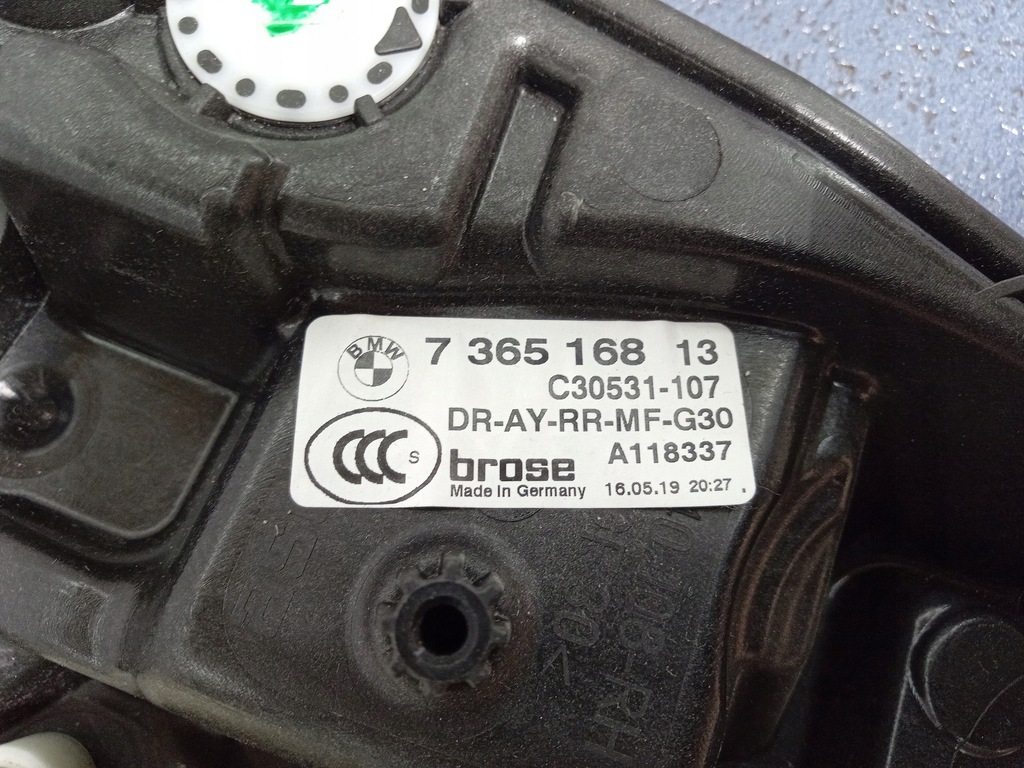 BMW
7 365 168 13
C30531-107
DR-AY-RR-MF-G30
CCC S
A118337
brose
Made In Germany 16.05.19 20:27 .